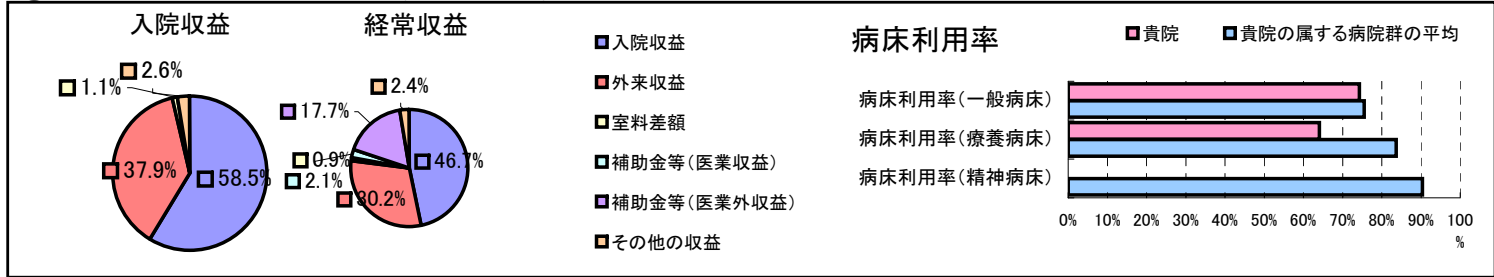 入院収益
2.6%
1.1%
37.9%
58.5%
経常収益
2.4%
17.7%
46.7%
0.9%
2.1%
30.2%
入院収益
外来収益
室料差額
補助金等（医業収益）
補助金等（医業外収益）
その他の収益
病床利用率
貴院
貴院の属する病院群の平均
病床利用率（一般病床）
病床利用率（療養病床）
病床利用率（精神病床）
0% 10% 20% 30% 40% 50% 60% 70% 80% 90% 100
%